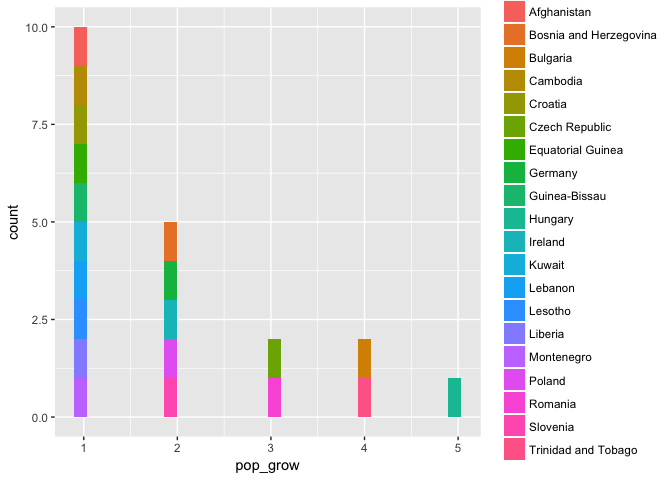 10.0
7.5
5.0
2.5
0.0
count
1 2 3 4 5
pop_grow
Afghanistan
Bosnia and Herzegovina
Bulgaria
Cambodia
Croatia
Czech Republic
Equatorial Guinea
Germany
Guinea-Bissau
Hungary
Ireland
Kuwait
Lebanon
Lesotho
Liberia
Montenegro
Poland
Romania
Slovenia
Trinidad and Tobago